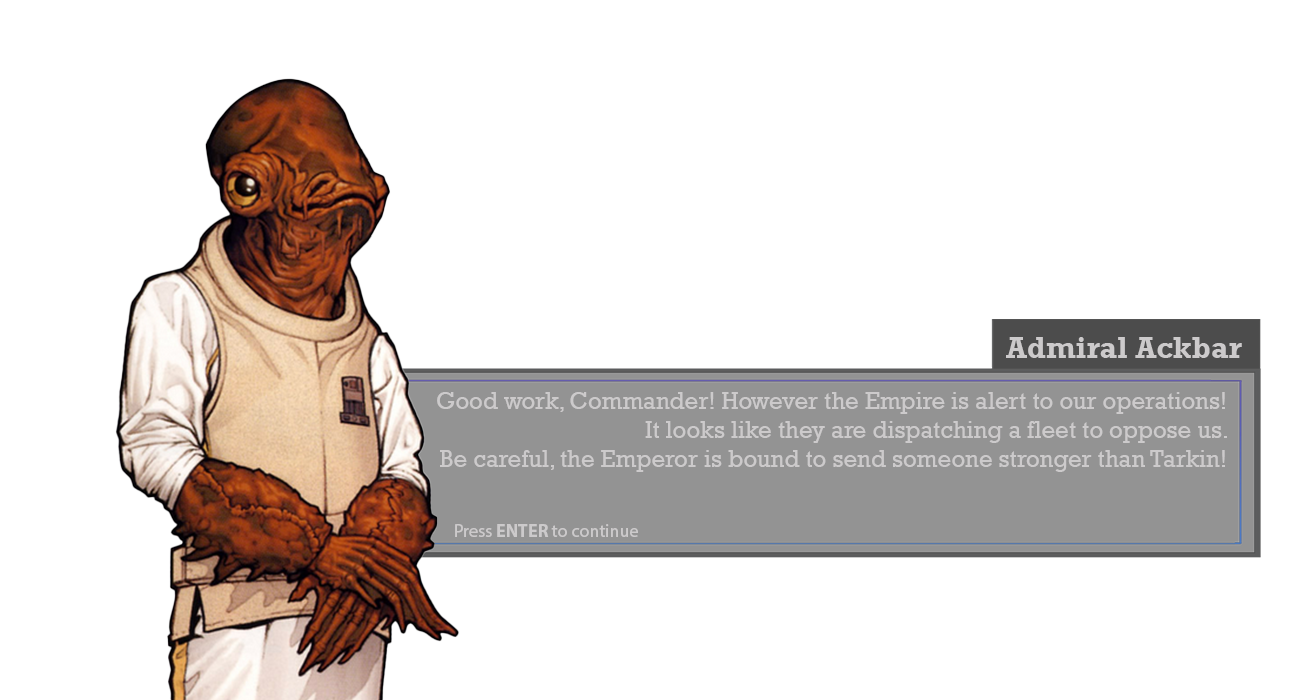 Admiral Ackbar
Good work, Commander! However the Empire is alert to our operations!
It looks like they are dispatching a fleet to oppose us.
Be careful, the Emperor is bound to send someone stronger than Tarkin!
Press ENTER to continue